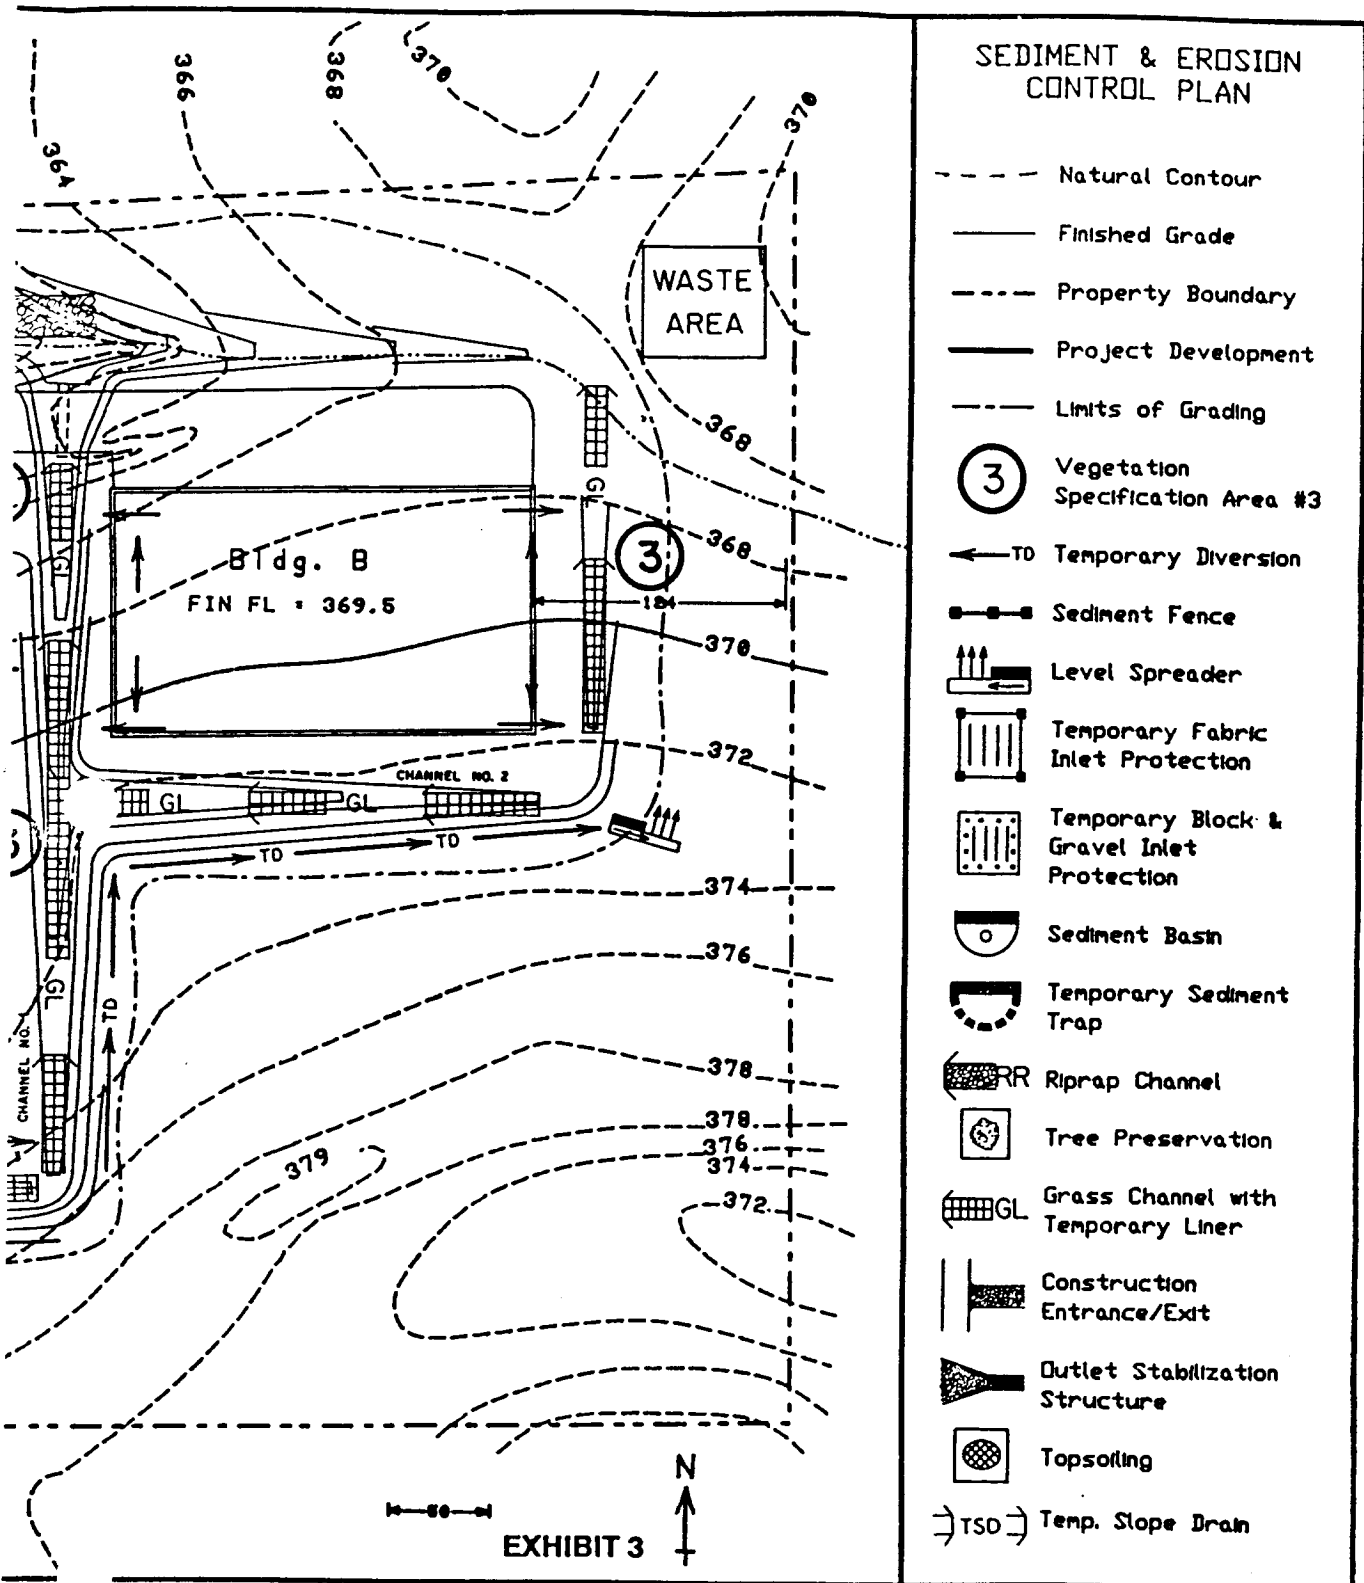 SEDIMENT & EROSION
CONTROL PLAN
Natural Contour
Finished Grade
Property Boundary
Project Development
Limits of Grading
3
Vegetation
Specification Area #3
TD
Temporary Diversion
Sediment Fence
Level Spreader
Temporary Fabric
Inlet Protection
Temporary Block &
Gravel Inlet
Protection
Sediment Basin
Temporary Sediment
Trap
RR
Riprap Channel
Tree Preservation
GL
Grass Channel with
Temporary Liner
Construction
Entrance/Exit
Outlet Stabilization
Structure
Topsoiling
TSD
Temp. Slope Drain
364
366
368
370
370
WASTE
AREA
368
GL
368
3
Bldg. B
FIN FL = 369.5
GL
370
372
CHANNEL NO. 2
GL
GL
TD
TD
374
376
GL
TD
CHANNEL NO. 1
378
378
376
374
379
372
50
N
EXHIBIT 3